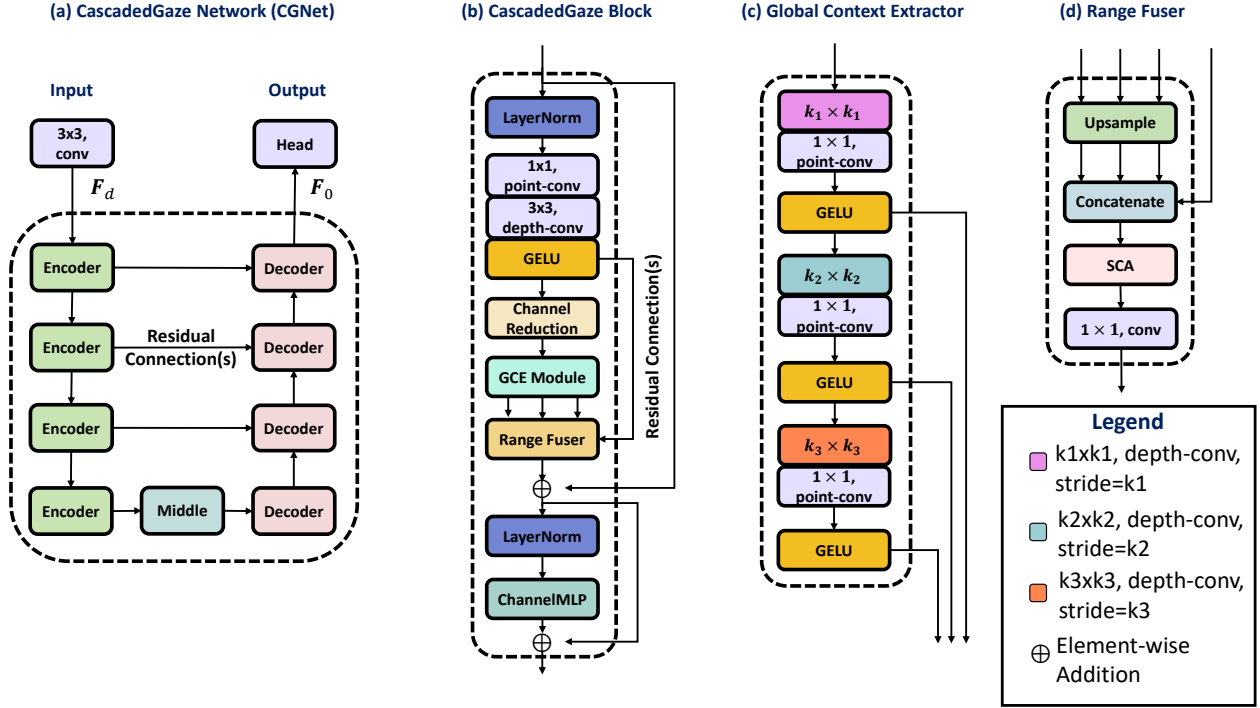 (a) CascadedGaze Network (CGNet)
Input
Output
3x3,
conv
Head
F_d
F_0
Encoder
Decoder
Encoder
Residual
Connection(s)
Decoder
Encoder
Decoder
Encoder
Middle
Decoder
(b) CascadedGaze Block
LayerNorm
1x1,
point-conv
3x3,
depth-conv
GELU
Channel
Reduction
GCE Module
Range Fuser
⊕
LayerNorm
ChannelMLP
⊕
Residual Connection(s)
(c) Global Context Extractor
k₁ × k₁
1 × 1,
point-conv
GELU
k₂ × k₂
1 × 1,
point-conv
GELU
k₃ × k₃
1 × 1,
point-conv
GELU
(d) Range Fuser
Upsample
Concatenate
SCA
1 × 1, conv
Legend
k1xk1, depth-conv,
stride=k1
k2xk2, depth-conv,
stride=k2
k3xk3, depth-conv,
stride=k3
⊕ Element-wise
Addition